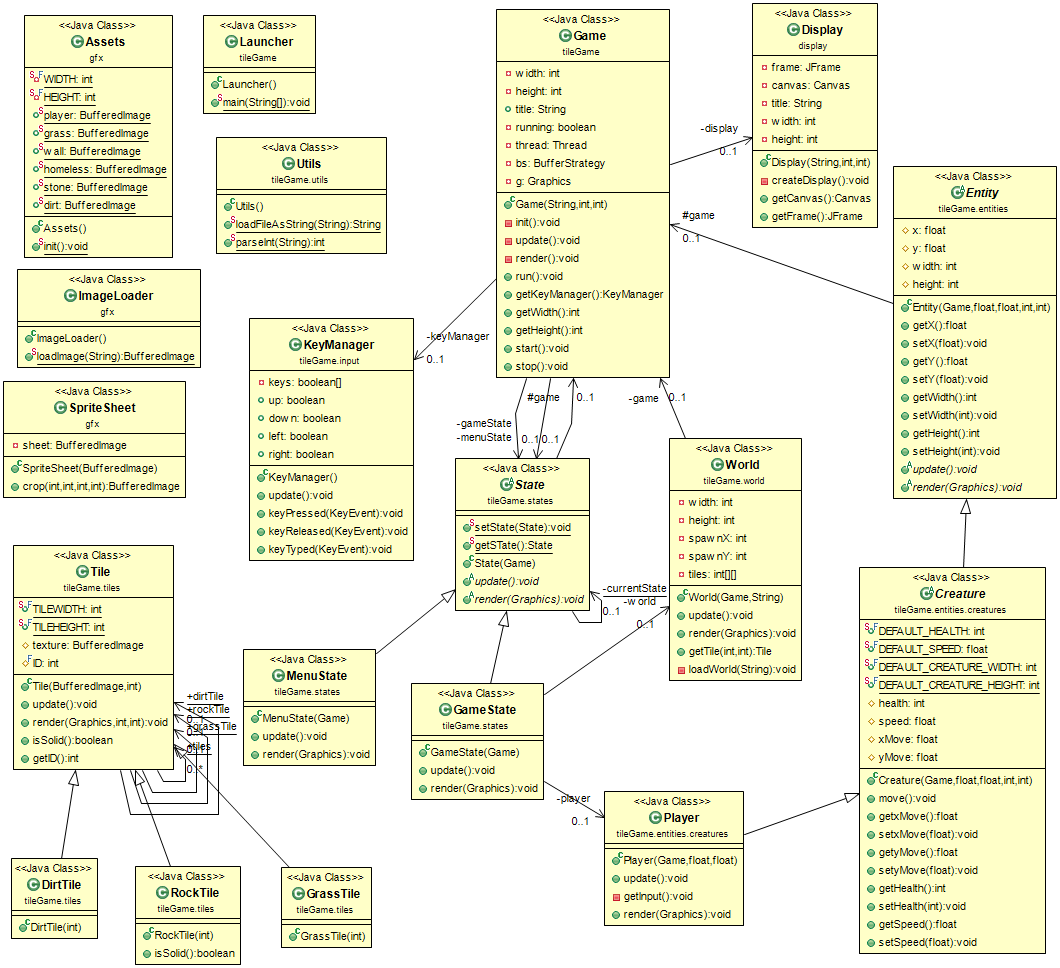 <<Java Class>>
Assets
gfx
WIDTH: int
HEIGHT: int
player: BufferedImage
grass: BufferedImage
wall: BufferedImage
homeless: BufferedImage
stone: BufferedImage
dirt: BufferedImage
Assets()
init():void
<<Java Class>>
Launcher
tileGame
Launcher()
main(String[]):void
<<Java Class>>
Utils
tileGame.utils
Utils()
loadFileAsString(String):String
parseInt(String):int
<<Java Class>>
ImageLoader
gfx
ImageLoader()
loadImage(String):BufferedImage
<<Java Class>>
SpriteSheet
gfx
sheet: BufferedImage
SpriteSheet(BufferedImage)
crop(int,int,int,int):BufferedImage
<<Java Class>>
KeyManager
tileGame.input
keys: boolean[]
up: boolean
down: boolean
left: boolean
right: boolean
KeyManager()
update():void
keyPressed(KeyEvent):void
keyReleased(KeyEvent):void
keyTyped(KeyEvent):void
<<Java Class>>
Game
tileGame
width: int
height: int
title: String
running: boolean
thread: Thread
bs: BufferStrategy
g: Graphics
Game(String,int,int)
init():void
update():void
render():void
run():void
getKeyManager():KeyManager
getWidth():int
getHeight():int
start():void
stop():void
-display
0..1
<<Java Class>>
Display
display
frame: JFrame
canvas: Canvas
title: String
width: int
height: int
Display(String,int,int)
createDisplay():void
getCanvas():Canvas
getFrame():JFrame
#game
0..1
<<Java Class>>
Entity
tileGame.entities
x: float
y: float
width: int
height: int
Entity(Game,float,float,int,int)
getX():float
setX(float):void
getY():float
setY(float):void
getWidth():int
setWidth(int):void
getHeight():int
setHeight(int):void
update():void
render(Graphics):void
-keyManager
0..1
#game
0..1
-gameState
-menuState
0..1
0..1
-game
0..1
<<Java Class>>
State
tileGame.states
setState(State):void
getSTate():State
State(Game)
update():void
render(Graphics):void
-currentState
0..1
-world
0..1
<<Java Class>>
World
tileGame.world
width: int
height: int
spawnX: int
spawnY: int
tiles: int[][]
World(Game,String)
update():void
render(Graphics):void
getTile(int,int):Tile
loadWorld(String):void
<<Java Class>>
Tile
tileGame.tiles
TILEWIDTH: int
TILEHEIGHT: int
texture: BufferedImage
ID: int
Tile(BufferedImage,int)
update():void
render(Graphics,int,int):void
isSolid():boolean
getID():int
+dirtTile
+rockTile
0..1
+grassTile
+tiles
0..*
<<Java Class>>
MenuState
tileGame.states
MenuState(Game)
update():void
render(Graphics):void
<<Java Class>>
GameState
tileGame.states
GameState(Game)
update():void
render(Graphics):void
-player
0..1
<<Java Class>>
Player
tileGame.entities.creatures
Player(Game,float,float)
update():void
getInput():void
render(Graphics):void
<<Java Class>>
Creature
tileGame.entities.creatures
DEFAULT_HEALTH: int
DEFAULT_SPEED: float
DEFAULT_CREATURE_WIDTH: int
DEFAULT_CREATURE_HEIGHT: int
health: int
speed: float
xMove: float
yMove: float
Creature(Game,float,float,int,int)
move():void
getxMove():float
setxMove(float):void
getyMove():float
setyMove(float):void
getHealth():int
setHealth(int):void
getSpeed():float
setSpeed(float):void
<<Java Class>>
DirtTile
tileGame.tiles
DirtTile(int)
<<Java Class>>
RockTile
tileGame.tiles
RockTile(int)
isSolid():boolean
<<Java Class>>
GrassTile
tileGame.tiles
GrassTile(int)